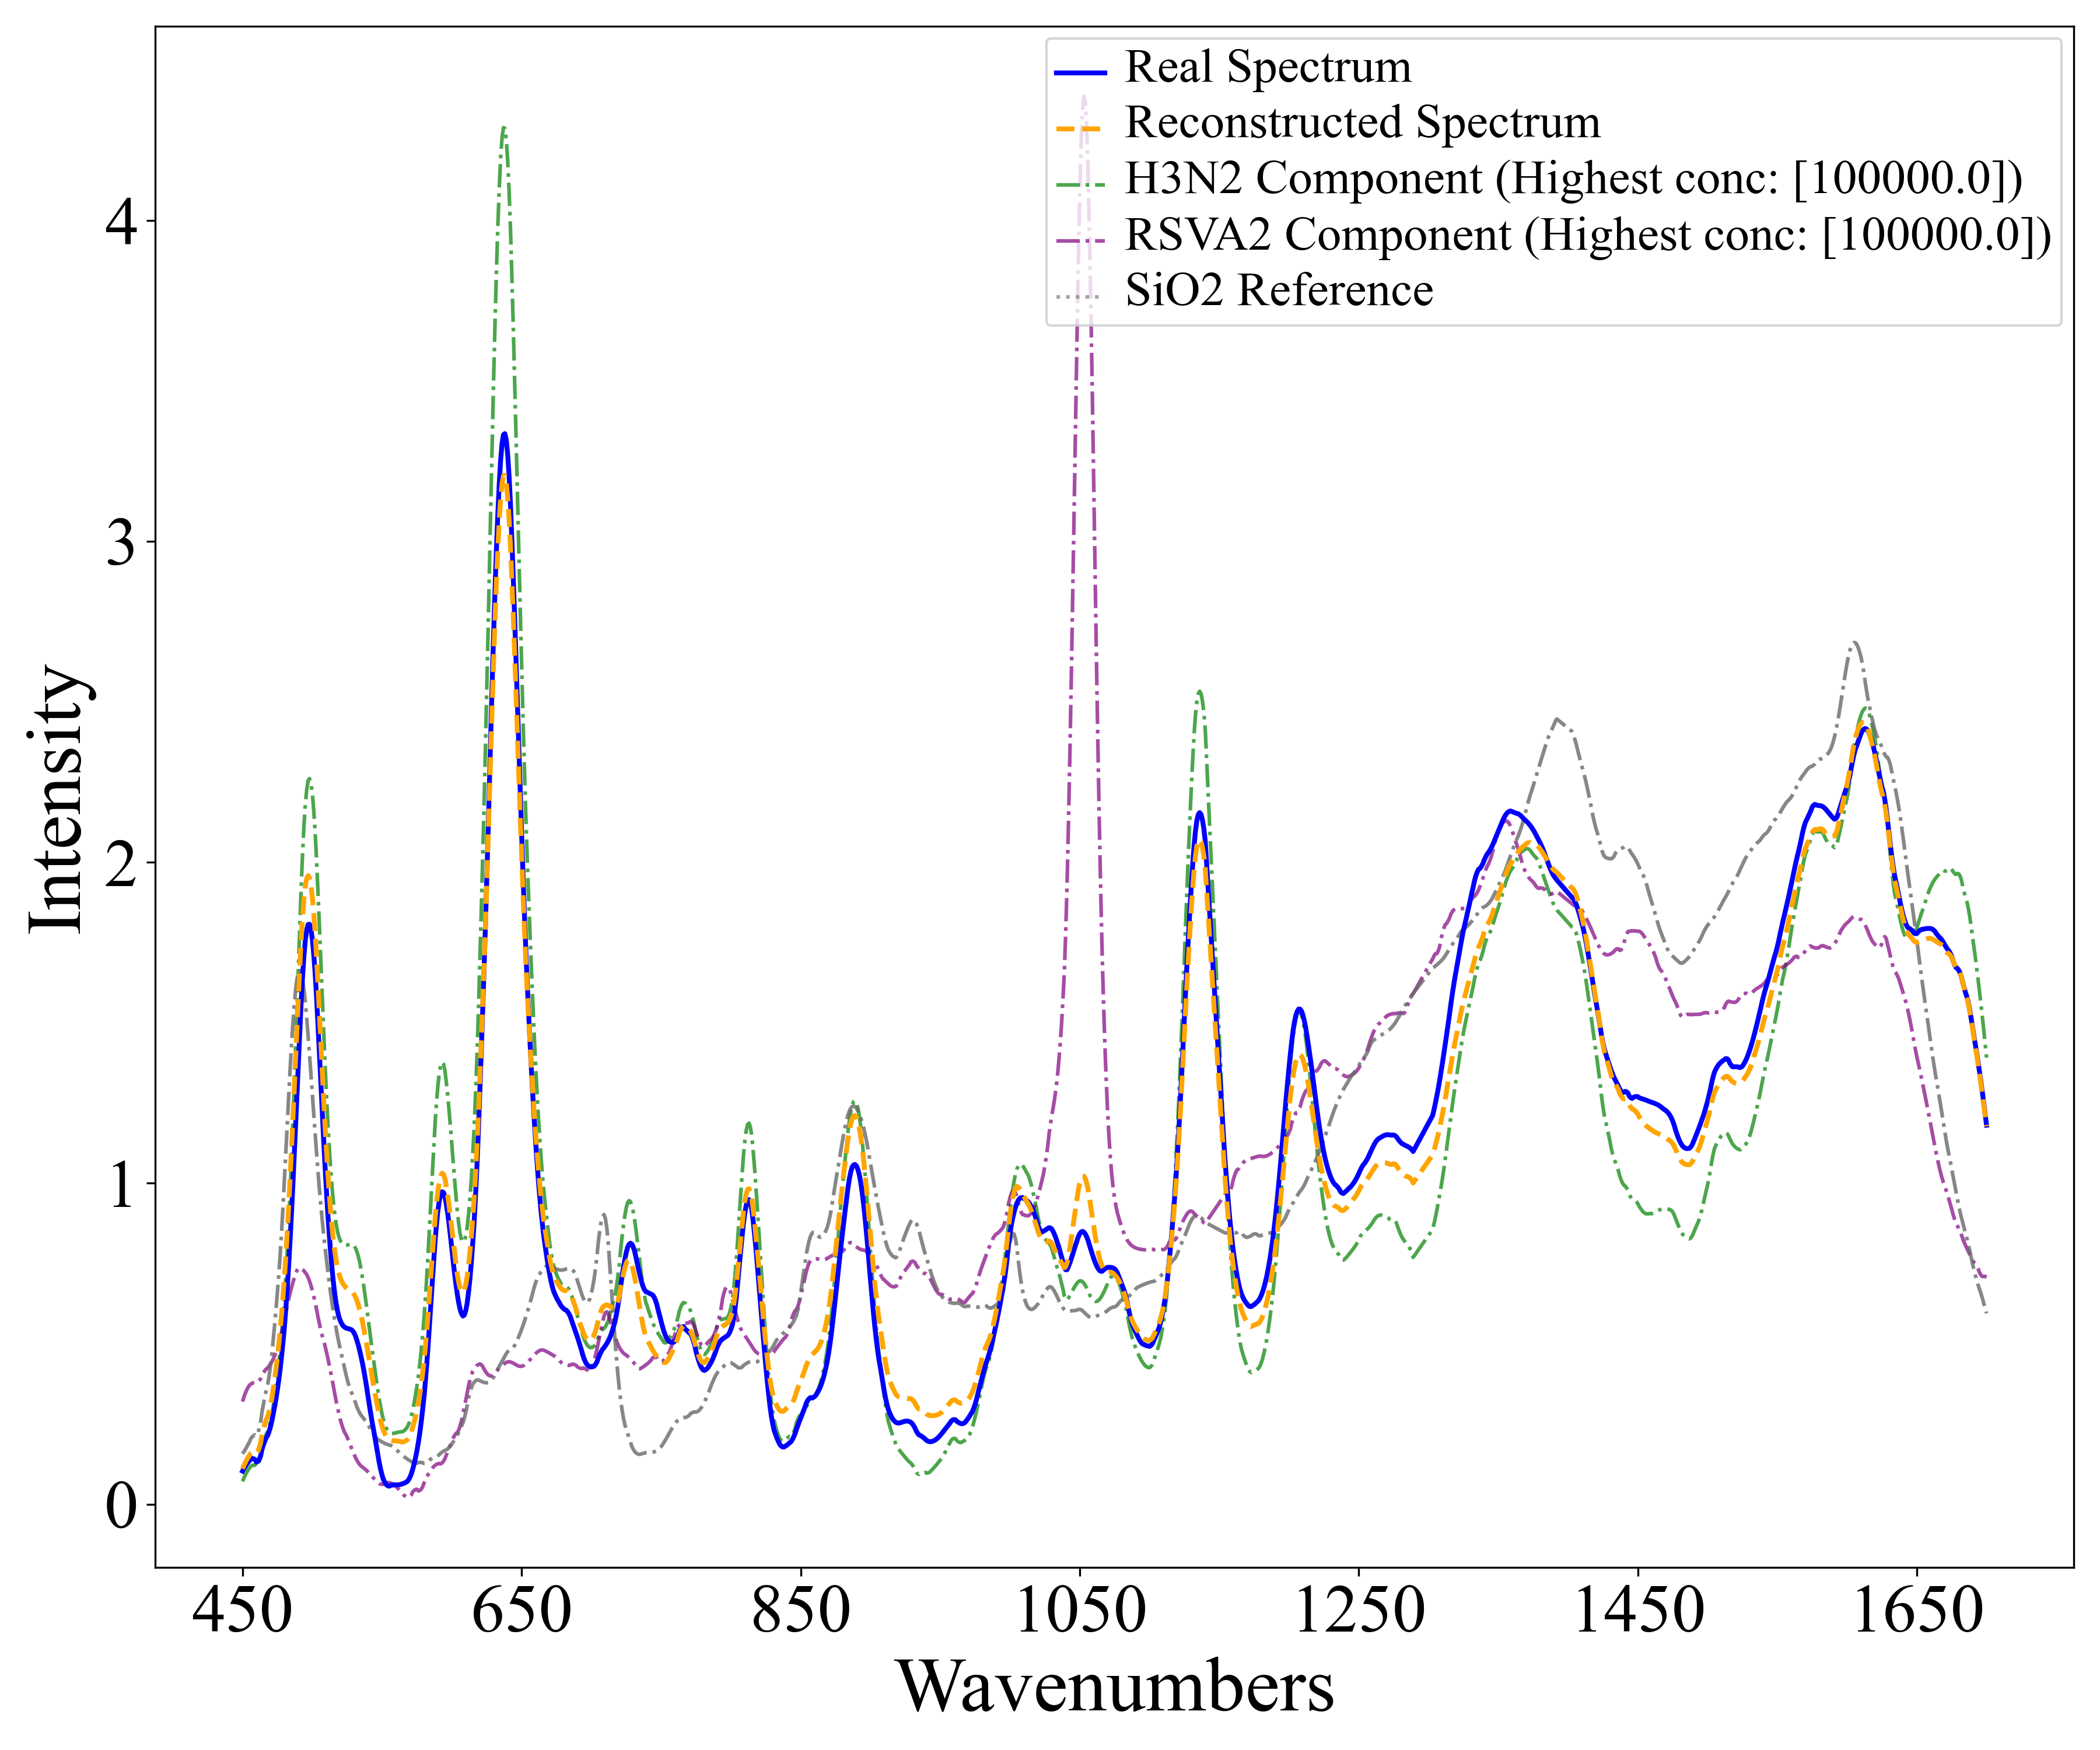 Real Spectrum
Reconstructed Spectrum
H3N2 Component (Highest conc: [100000.0])
RSVA2 Component (Highest conc: [100000.0])
SiO2 Reference
Intensity
4
3
2
1
0
450 650 850 1050 1250 1450 1650
Wavenumbers